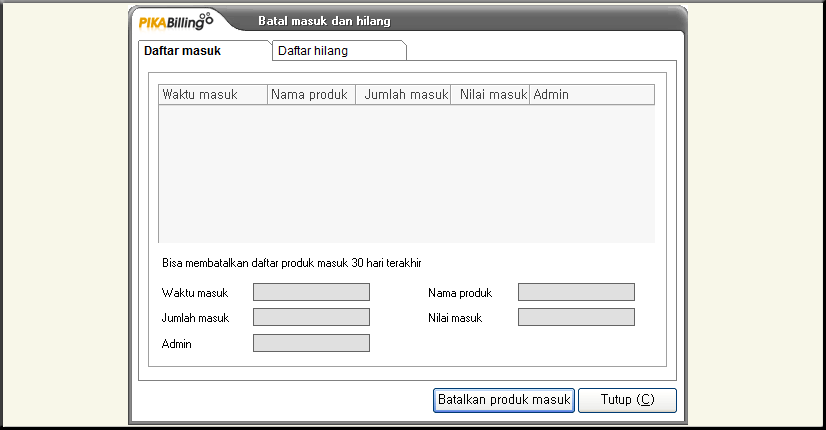 PIKABilling Batal masuk dan hilang
Daftar masuk Daftar hilang
Waktu masuk Nama produk Jumlah masuk Nilai masuk Admin
Bisa membatalkan daftar produk masuk 30 hari terakhir
Waktu masuk Nama produk
Jumlah masuk Nilai masuk
Admin
Batalkan produk masuk Tutup (C)